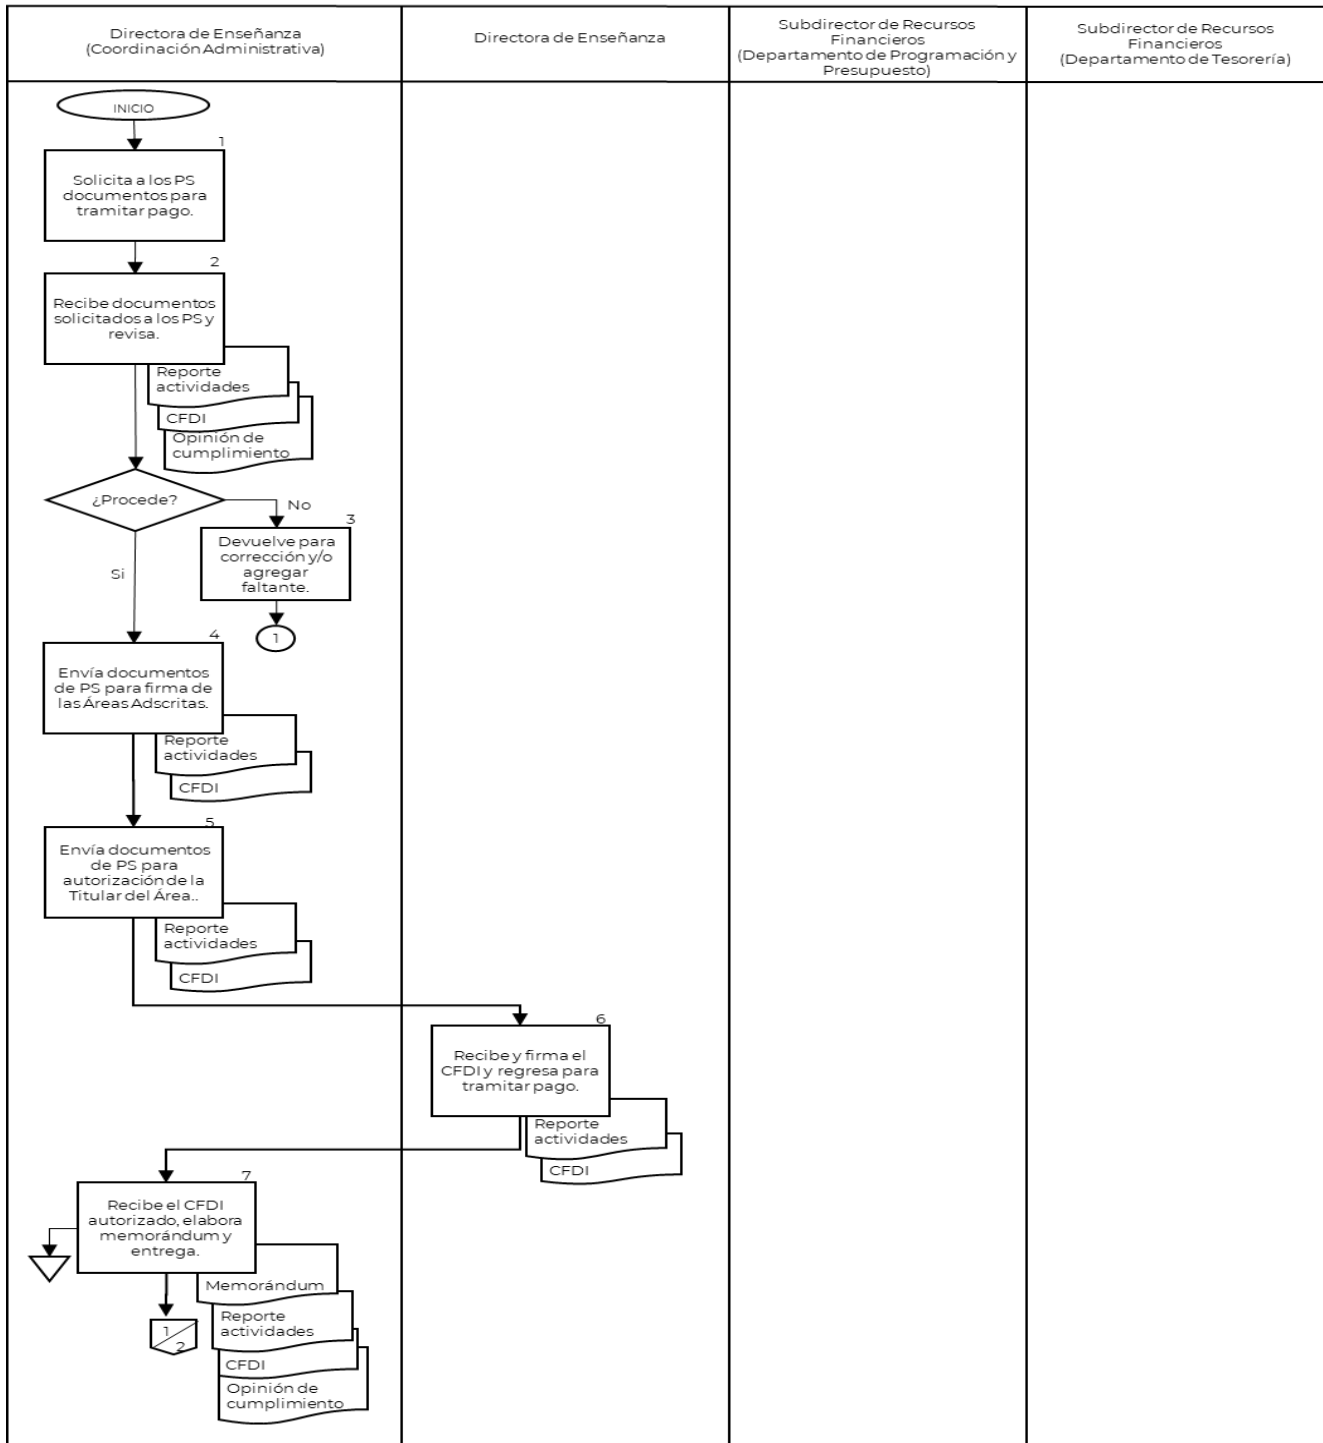 Directora de Enseñanza
(Coordinación Administrativa)
Directora de Enseñanza
Subdirector de Recursos
Financieros
(Departamento de Programación y
Presupuesto)
Subdirector de Recursos
Financieros
(Departamento de Tesorería)
INICIO
1
Solicita a los PS
documentos para
tramitar pago.
2
Recibe documentos
solicitados a los PS y
revisa.
Reporte
actividades
CFDI
Opinión de
cumplimiento
¿Procede?
No
3
Devuelve para
corrección y/o
agregar
faltante.
Si
1
4
Envía documentos
de PS para firma de
las Áreas Adscritas.
Reporte
actividades
CFDI
5
Envía documentos
de PS para
autorización de la
Titular del Área..
Reporte
actividades
CFDI
6
Recibe y firma el
CFDI y regresa para
tramitar pago.
Reporte
actividades
CFDI
7
Recibe el CFDI
autorizado, elabora
memorándum y
entrega.
Memorándum
Reporte
actividades
CFDI
Opinión de
cumplimiento
1
2